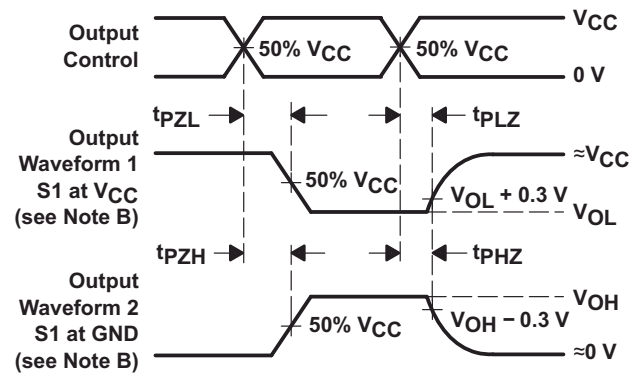 Output
Control
50% VCC
50% VCC
VCC
0 V
tPZL
tPLZ
Output
Waveform 1
S1 at VCC
(see Note B)
50% VCC
≈VCC
VOL + 0.3 V
VOL
tPZH
tPHZ
Output
Waveform 2
S1 at GND
(see Note B)
50% VCC
VOH
VOH − 0.3 V
≈0 V